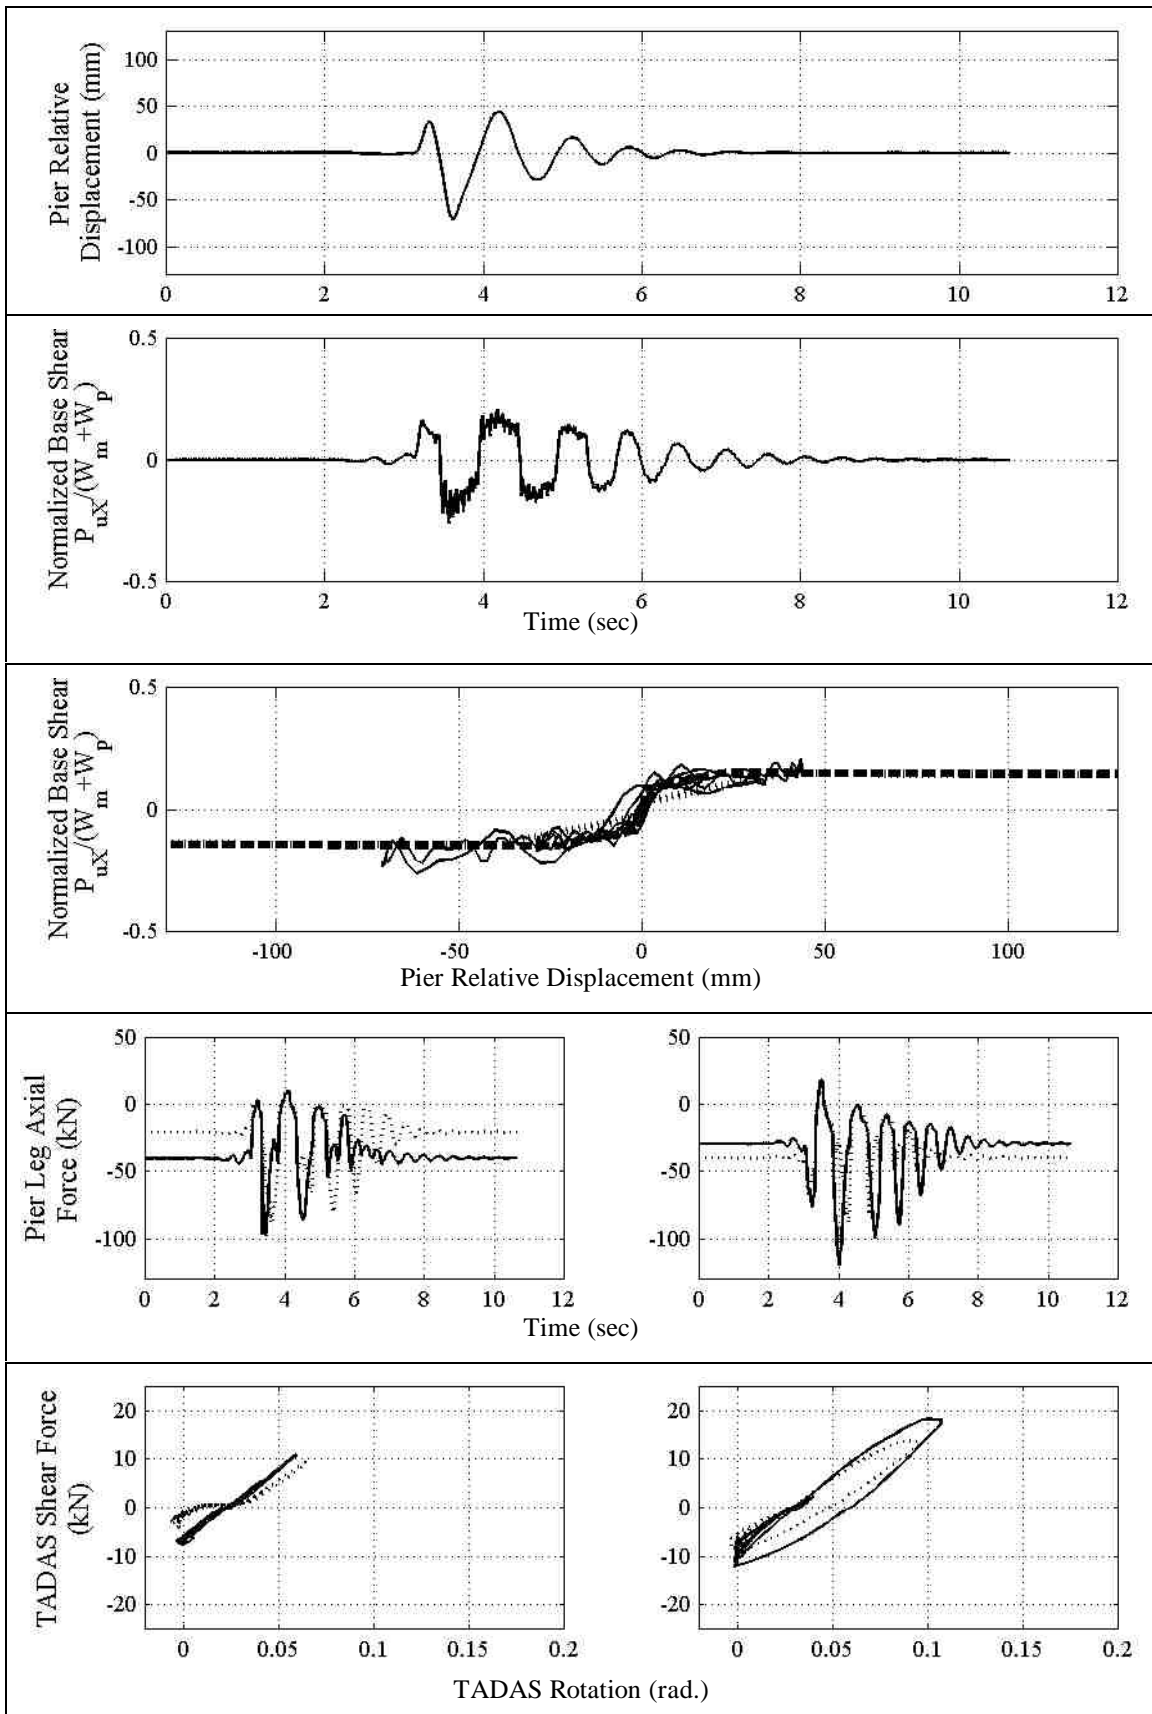 Pier Relative
Displacement (mm)
100
50
0
-50
-100
0 2 4 6 8 10 12
Normalized Base Shear
PuX/(Wm+Wp)
0.5
0
-0.5
0 2 4 6 8 10 12
Time (sec)
Normalized Base Shear
PuX/(Wm+Wp)
0.5
0
-0.5
-100 -50 0 50 100
Pier Relative Displacement (mm)
Pier Leg Axial
Force (kN)
50
0
-50
-100
0 2 4 6 8 10 12
50
0
-50
-100
0 2 4 6 8 10 12
Time (sec)
TADAS Shear Force
(kN)
20
10
0
-10
-20
0 0.05 0.1 0.15 0.2
20
10
0
-10
-20
0 0.05 0.1 0.15 0.2
TADAS Rotation (rad.)